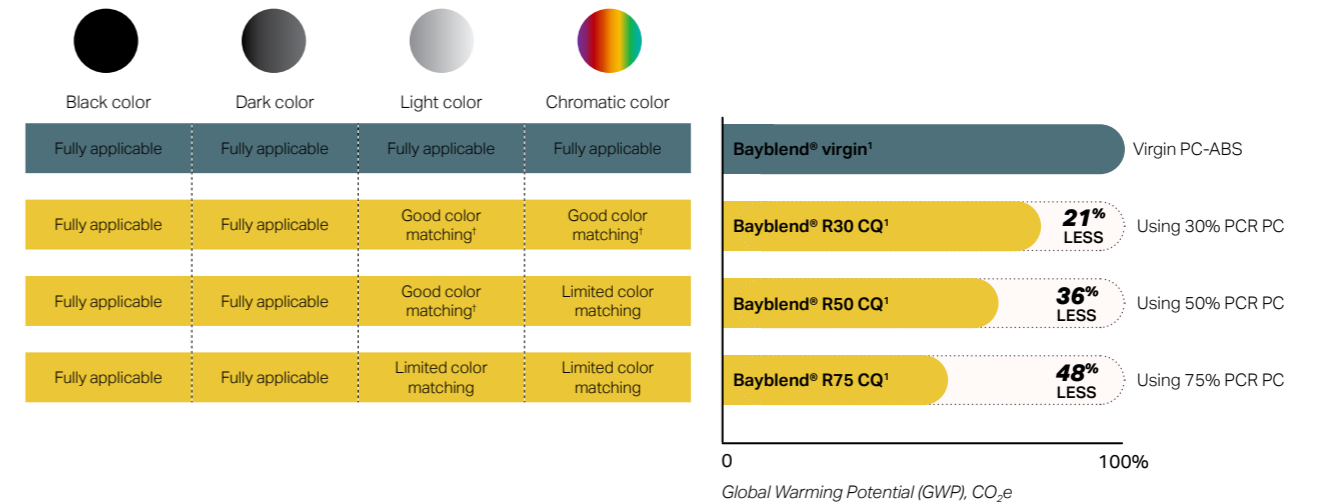 Black color
Dark color
Light color
Chromatic color
Fully applicable
Fully applicable
Fully applicable
Fully applicable
Bayblend® virgin¹
Virgin PC-ABS
Fully applicable
Fully applicable
Good color
matching†
Good color
matching†
Bayblend® R30 CQ¹
21%
LESS
Using 30% PCR PC
Fully applicable
Fully applicable
Good color
matching†
Limited color
matching
Bayblend® R50 CQ¹
36%
LESS
Using 50% PCR PC
Fully applicable
Fully applicable
Limited color
matching
Limited color
matching
Bayblend® R75 CQ¹
48%
LESS
Using 75% PCR PC
0
100%
Global Warming Potential (GWP), CO₂e